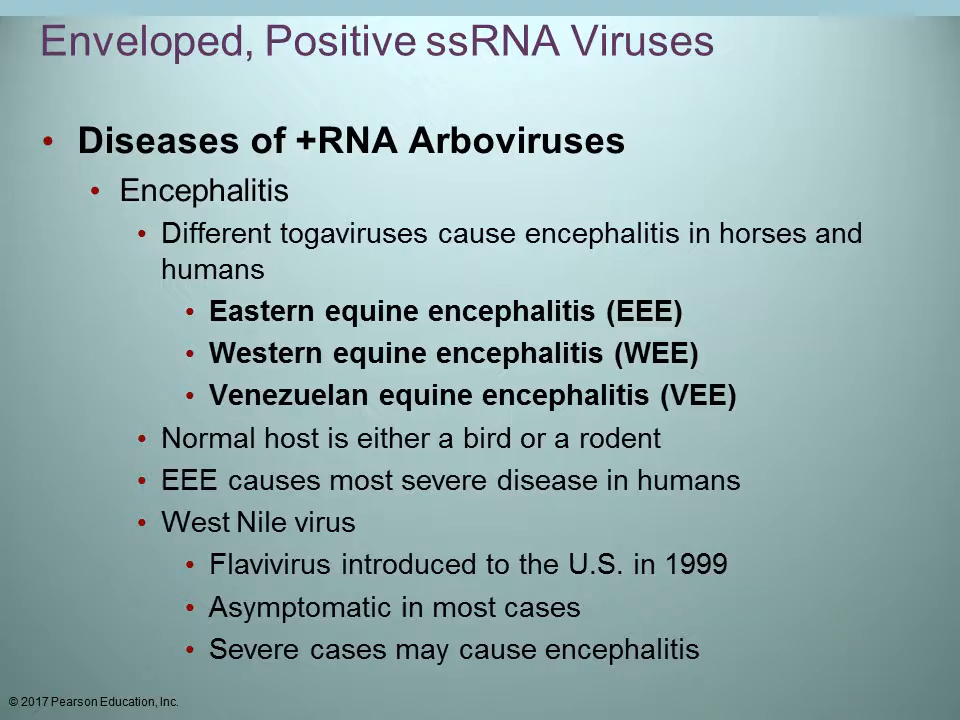 Enveloped, Positive ssRNA Viruses
• Diseases of +RNA Arboviruses
• Encephalitis
• Different togaviruses cause encephalitis in horses and
humans
• Eastern equine encephalitis (EEE)
• Western equine encephalitis (WEE)
• Venezuelan equine encephalitis (VEE)
• Normal host is either a bird or a rodent
• EEE causes most severe disease in humans
• West Nile virus
• Flavivirus introduced to the U.S. in 1999
• Asymptomatic in most cases
• Severe cases may cause encephalitis
© 2017 Pearson Education, Inc.